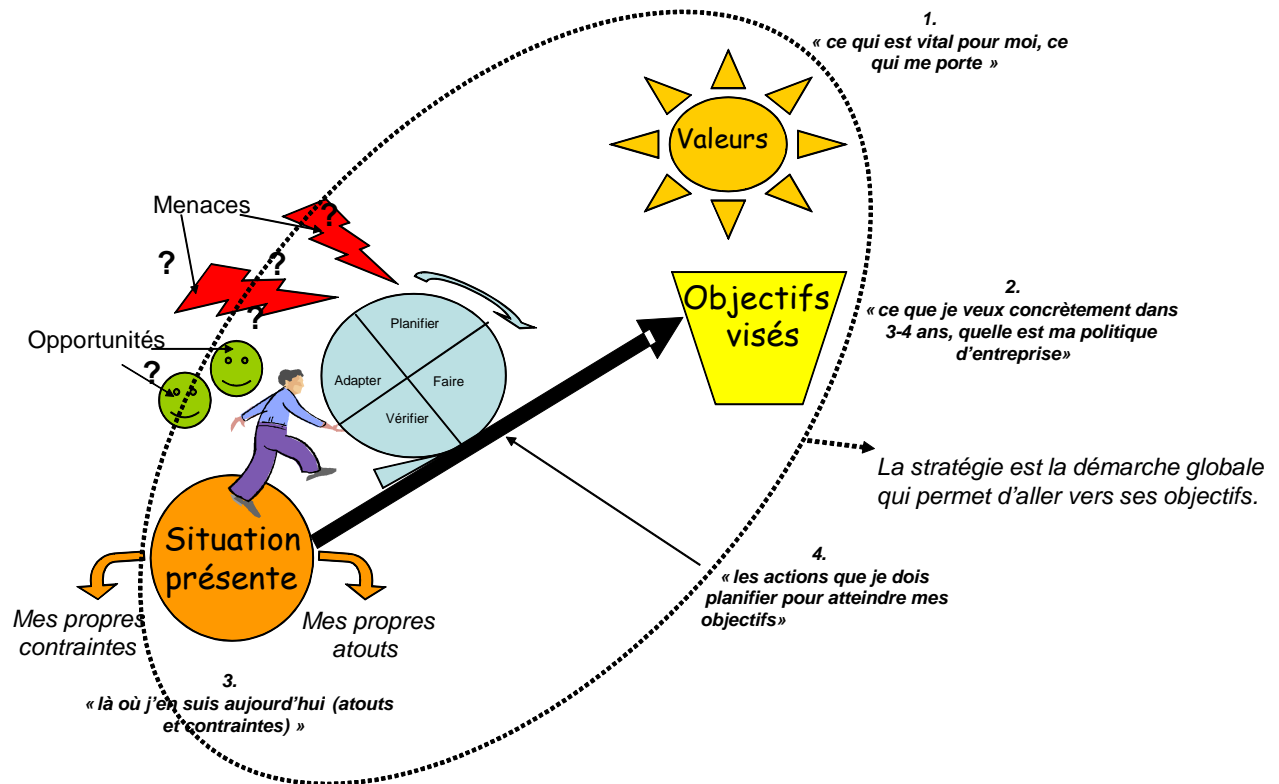 1.
« ce qui est vital pour moi, ce
qui me porte »
Valeurs
Menaces
?
?
?
?
Opportunités
?
Planifier
Adapter
Faire
Vérifier
Objectifs
visés
2.
« ce que je veux concrètement dans
3-4 ans, quelle est ma politique
d'entreprise»
La stratégie est la démarche globale
qui permet d'aller vers ses objectifs.
Situation
présente
4.
« les actions que je dois
planifier pour atteindre mes
objectifs»
Mes propres
contraintes
Mes propres
atouts
3.
« là où j'en suis aujourd'hui (atouts
et contraintes) »